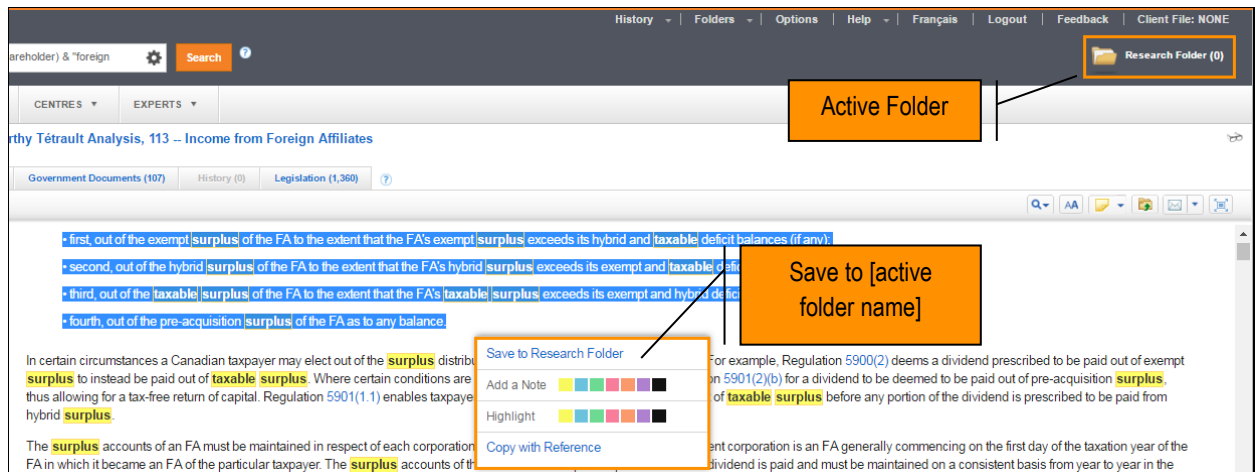 History | Folders | Options | Help | Français | Logout | Feedback | Client File: NONE
areholder) & "foreign Search ?
Research Folder (0)
CENTRES EXPERTS
Active Folder
rthy Tétrault Analysis, 113 -- Income from Foreign Affiliates
Government Documents (107) History (0) Legislation (1,360) ?
AA
• first, out of the exempt surplus of the FA to the extent that the FA's exempt surplus exceeds its hybrid and taxable deficit balances (if any);
• second, out of the hybrid surplus of the FA to the extent that the FA's hybrid surplus exceeds its exempt and taxable
• third, out of the taxable surplus of the FA to the extent that the FA's taxable surplus exceeds its exempt and hybrid
• fourth, out of the pre-acquisition surplus of the FA as to any balance.
Save to [active
folder name]
Save to Research Folder
Add a Note
Highlight
Copy with Reference
In certain circumstances a Canadian taxpayer may elect out of the surplus For example, Regulation 5900(2) deems a dividend prescribed to be paid out of exempt
surplus to instead be paid out of taxable surplus. Where certain conditions are 5901(2)(b) for a dividend to be deemed to be paid out of pre-acquisition surplus,
thus allowing for a tax-free return of capital. Regulation 5901(1.1) enables of taxable surplus before any portion of the dividend is prescribed to be paid from
hybrid surplus.
The surplus accounts of an FA must be maintained in respect of each corporation corporation is an FA generally commencing on the first day of the taxation year of the
FA in which it became an FA of the particular taxpayer. The surplus accounts of dividend is paid and must be maintained on a consistent basis from year to year in the